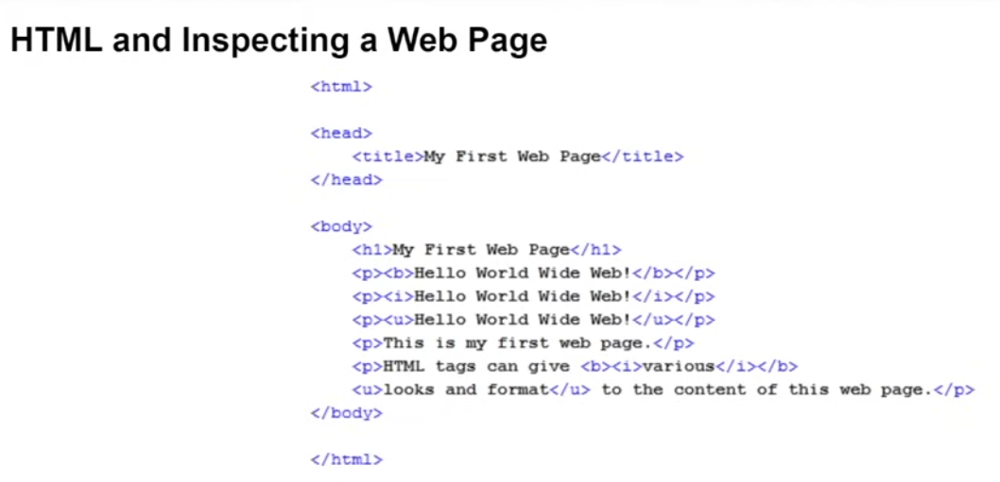 HTML and Inspecting a Web Page
<html>
<head>
<title>My First Web Page</title>
</head>
<body>
<h1>My First Web Page</h1>
<p><b>Hello World Wide Web!</b></p>
<p><i>Hello World Wide Web!</i></p>
<p><u>Hello World Wide Web!</u></p>
<p>This is my first web page.</p>
<p>HTML tags can give <b><i>various</i></b>
<u>looks and format</u> to the content of this web page.</p>
</body>
</html>